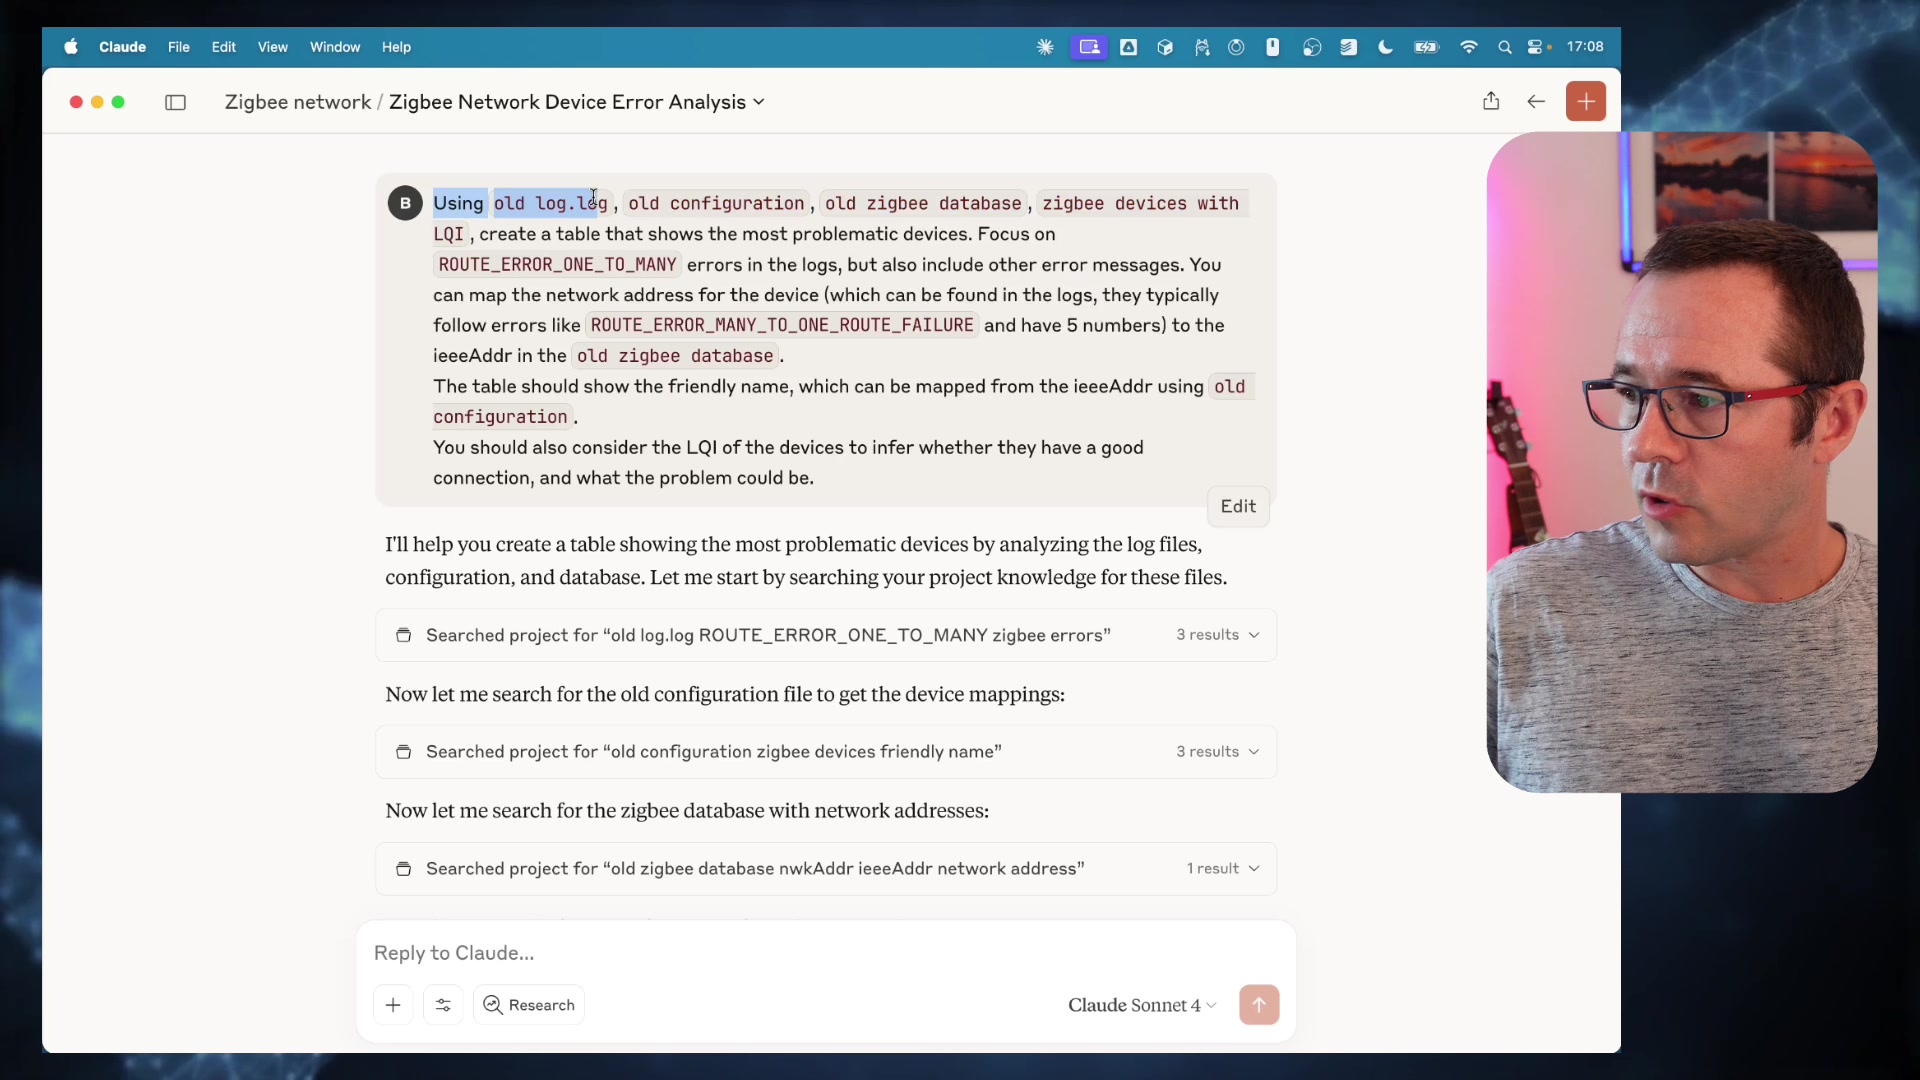 Claude File Edit View Window Help 17:08
Zigbee network / Zigbee Network Device Error Analysis
B
Using old log.log, old configuration, old zigbee database, zigbee devices with
LQI, create a table that shows the most problematic devices. Focus on
ROUTE_ERROR_ONE_TO_MANY errors in the logs, but also include other error messages. You
can map the network address for the device (which can be found in the logs, they typically
follow errors like ROUTE_ERROR_MANY_TO_ONE_ROUTE_FAILURE and have 5 numbers) to the
ieeeAddr in the old zigbee database.
The table should show the friendly name, which can be mapped from the ieeeAddr using old
configuration.
You should also consider the LQI of the devices to infer whether they have a good
connection, and what the problem could be.
Edit
I'll help you create a table showing the most problematic devices by analyzing the log files,
configuration, and database. Let me start by searching your project knowledge for these files.
Searched project for “old log.log ROUTE_ERROR_ONE_TO_MANY zigbee errors” 3 results
Now let me search for the old configuration file to get the device mappings:
Searched project for “old configuration zigbee devices friendly name” 3 results
Now let me search for the zigbee database with network addresses:
Searched project for “old zigbee database nwkAddr ieeeAddr network address” 1 result
Reply to Claude...
Research Claude Sonnet 4